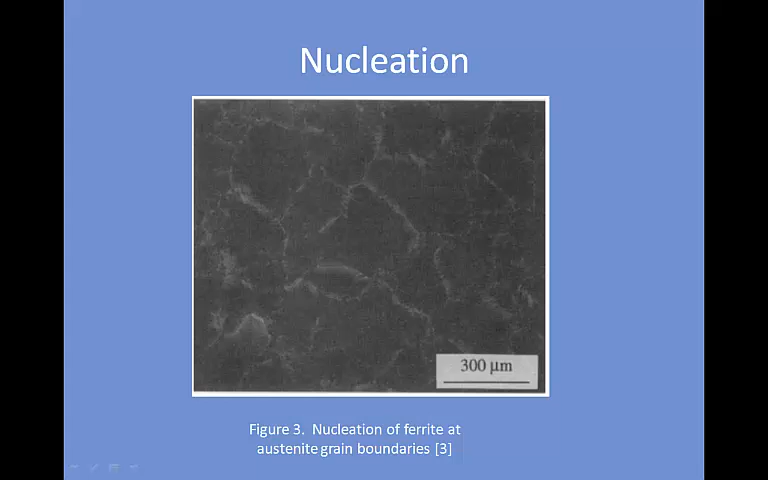 Nucleation
300 μm
Figure 3. Nucleation of ferrite at
austenite grain boundaries [3]